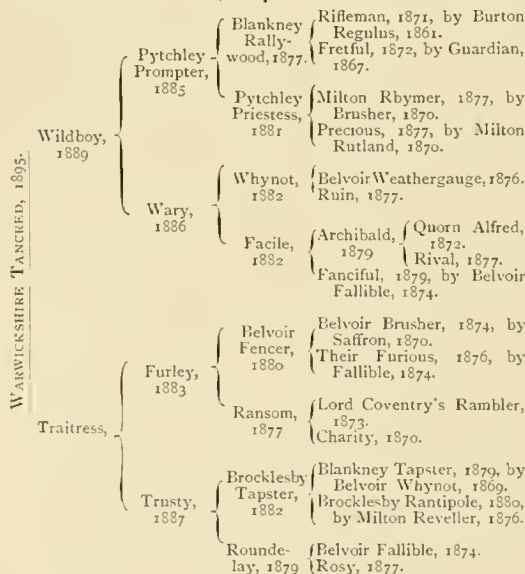 WARWICKSHIRE TANCRED, 1895.
Wildboy,
1889
Pytchley
Prompter,
1885
Blankney
Rally-
wood, 1877.
Rifleman, 1871, by Burton
Regulus, 1861.
Fretful, 1872, by Guardian,
1867.
Pytchley
Priestess,
1881
Milton Rbymer, 1877, by
Brusher, 1870.
Precious, 1877, by Milton
Rutland, 1870.
Wary,
1886
Whynot,
1882
Belvoir Weathergauge, 1876.
Ruin, 1877.
Facile,
1882
Archibald,
1879
Quorn Alfred,
1872.
Rival, 1877.
Fanciful, 1879, by Belvoir
Fallible, 1874.
Traitress,
Furley,
1883
Belvoir
Fencer,
1880
Belvoir Brusher, 1874, by
Saffron, 1870.
Their Furious, 1876, by
Fallible, 1874.
Ransom,
1877
Lord Coventry's Rambler,
1873.
Charity, 1870.
Trusty,
1887
Brocklesby
Tapster,
1882
Blankney Tapster, 1879, by
Belvoir Whynot, 1869.
Brocklesby Rantipole, 1880,
by Milton Reveller, 1876.
Rounde-
lay, 1879
Belvoir Fallible, 1874.
Rosy, 1877.